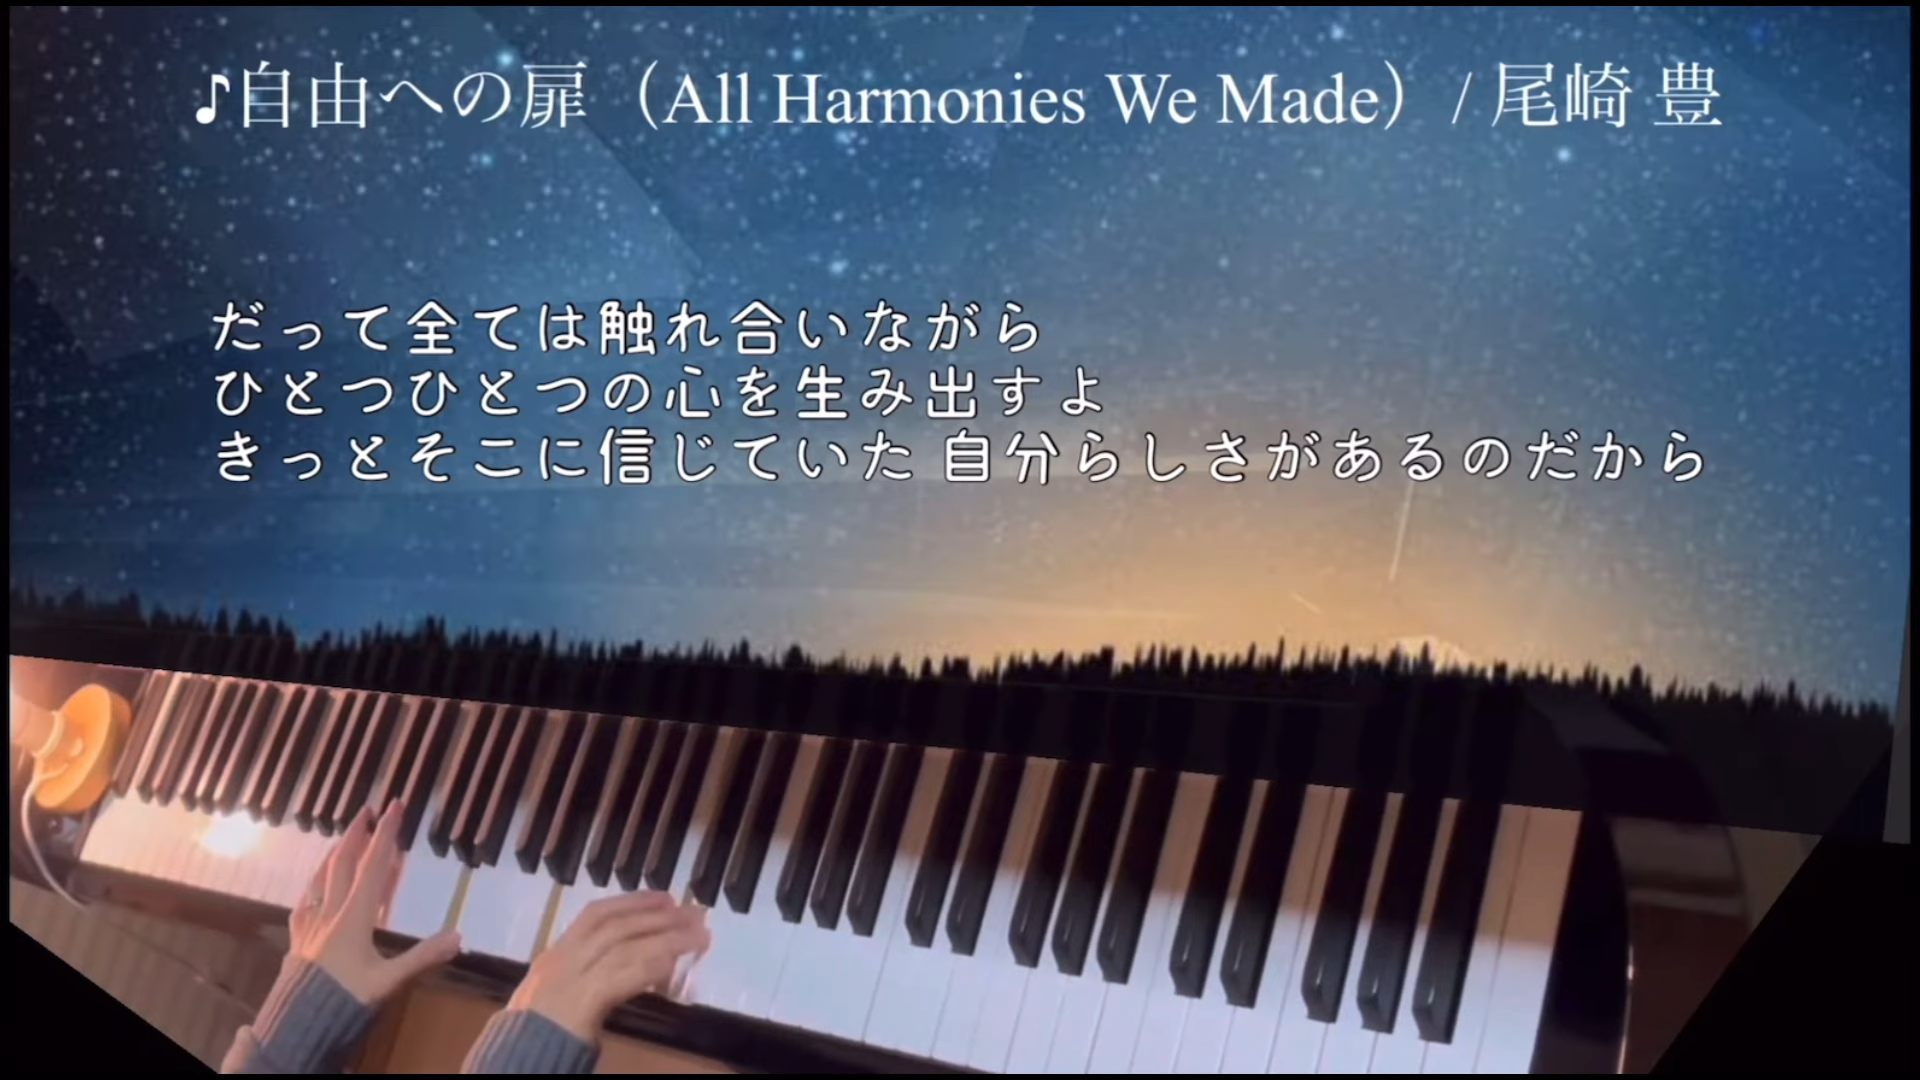 ♪自由への扉（All Harmonies We Made）/ 尾崎 豊
だって全ては触れ合いながら
ひとつひとつの心を生み出すよ
きっとそこに信じていた 自分らしさがあるのだから